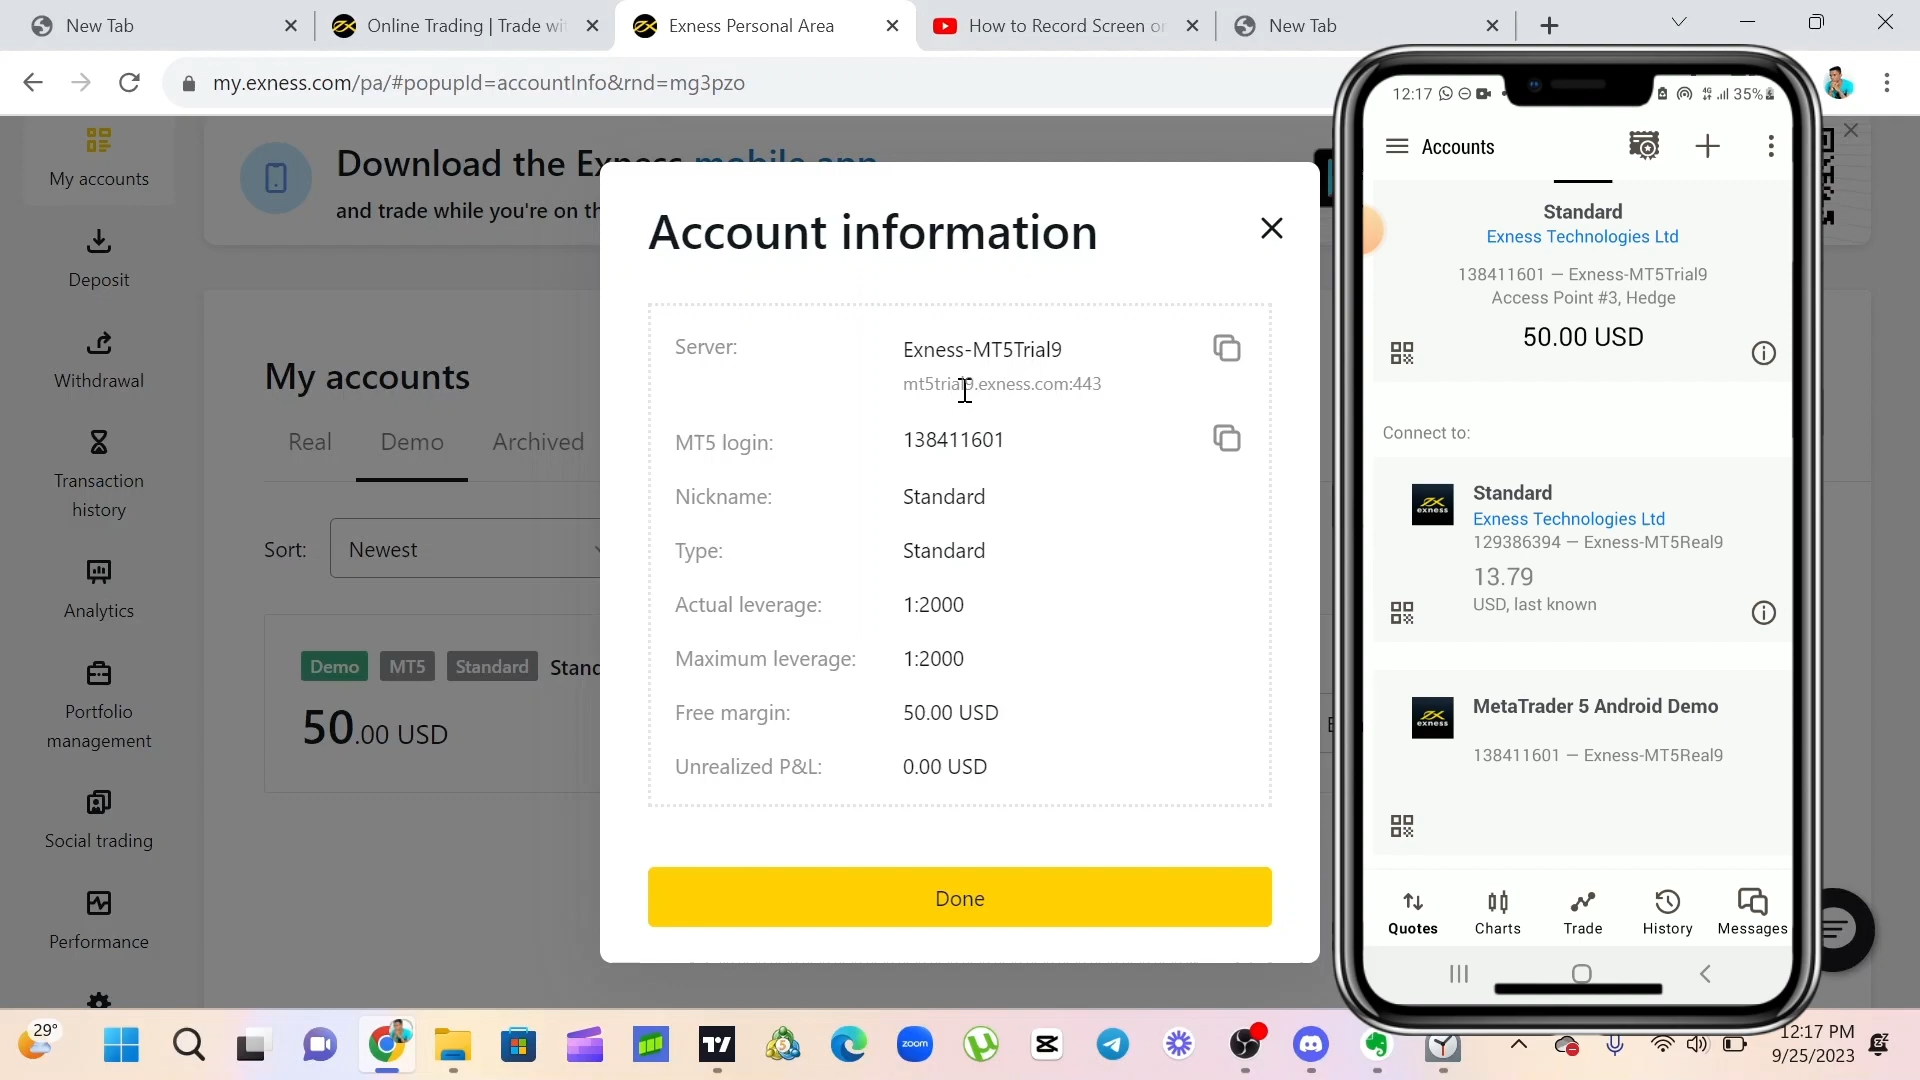 New Tab
Online Trading | Trade wi
Exness Personal Area
How to Record Screen or
New Tab
my.exness.com/pa/#popupId=accountInfo&rnd=mg3pzo
My accounts
Deposit
Withdrawal
Transaction
history
Analytics
Portfolio
management
Social trading
Performance
Download the Exness mobile app
and trade while you're on th
My accounts
Real
Demo
Archived
Sort:
Newest
Demo
MT5
Standard
Stand
50.00 USD
Account information
Server:
Exness-MT5Trial9
mt5trial9.exness.com:443
MT5 login:
138411601
Nickname:
Standard
Type:
Standard
Actual leverage:
1:2000
Maximum leverage:
1:2000
Free margin:
50.00 USD
Unrealized P&L:
0.00 USD
Done
12:17
35%
Accounts
Standard
Exness Technologies Ltd
138411601 — Exness-MT5Trial9
Access Point #3, Hedge
50.00 USD
Connect to:
exness
Standard
Exness Technologies Ltd
129386394 — Exness-MT5Real9
13.79
USD, last known
exness
MetaTrader 5 Android Demo
138411601 — Exness-MT5Real9
Quotes
Charts
Trade
History
Messages
29°
zoom
12:17 PM
9/25/2023